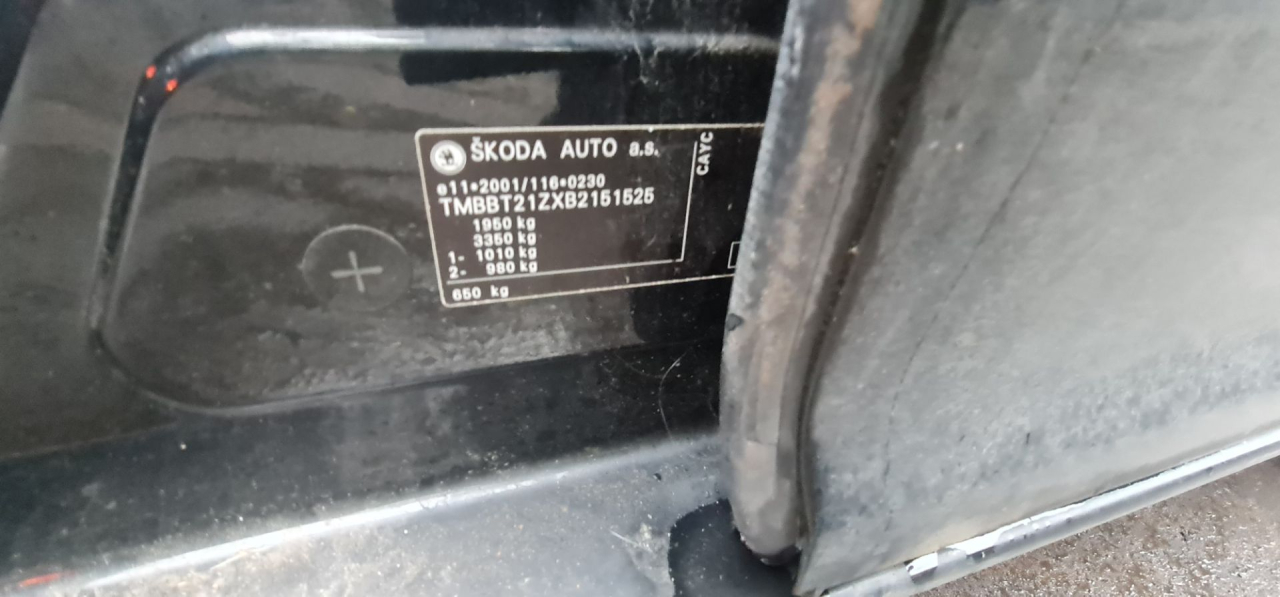 ŠKODA AUTO a.s.
CAYC
e11*2001/116*0230
TMBBT21ZXB2151525
1950 kg
3350 kg
1- 1010 kg
2- 980 kg
650 kg